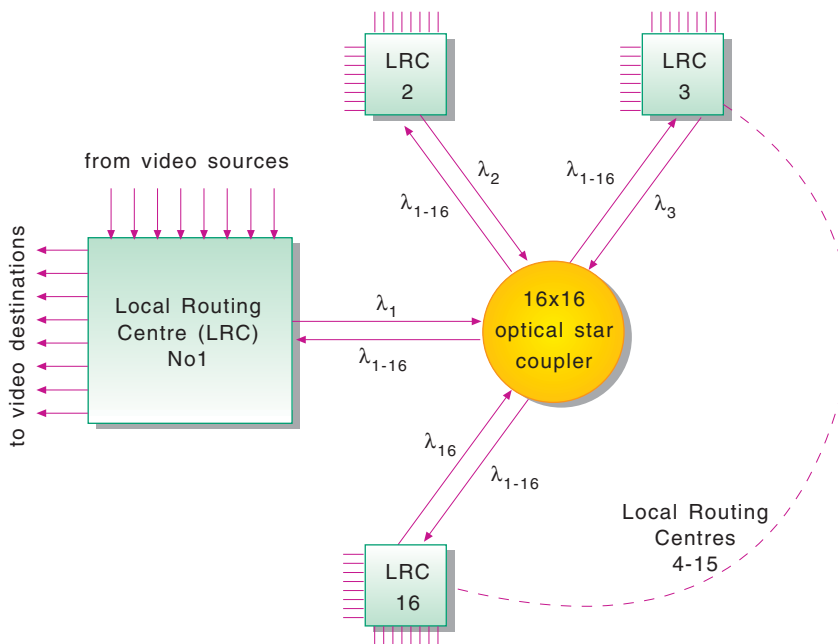 LRC
2
LRC
3
from video sources
λ2
λ1-16
λ1-16
λ3
to video destinations
Local Routing
Centre (LRC)
No1
λ1
λ1-16
16x16
optical star
coupler
λ16
λ1-16
Local Routing
Centres
4-15
LRC
16